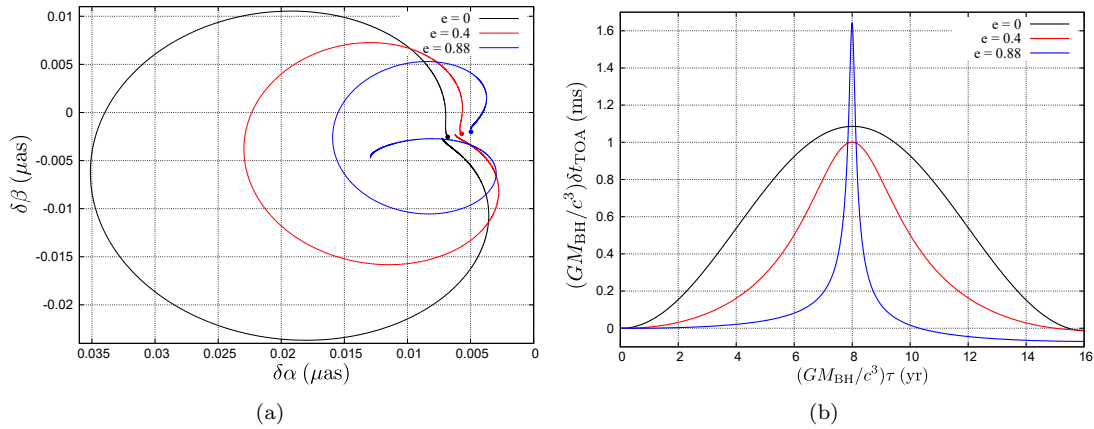 e = 0
e = 0.4
e = 0.88
0.01
0.005
0
-0.005
-0.01
-0.015
-0.02
δβ (μas)
0.035 0.03 0.025 0.02 0.015 0.01 0.005 0
δα (μas)
(a)
e = 0
e = 0.4
e = 0.88
1.6
1.4
1.2
1
0.8
0.6
0.4
0.2
0
(GM_BH/c³)δt_TOA (ms)
0 2 4 6 8 10 12 14 16
(GM_BH/c³)τ (yr)
(b)